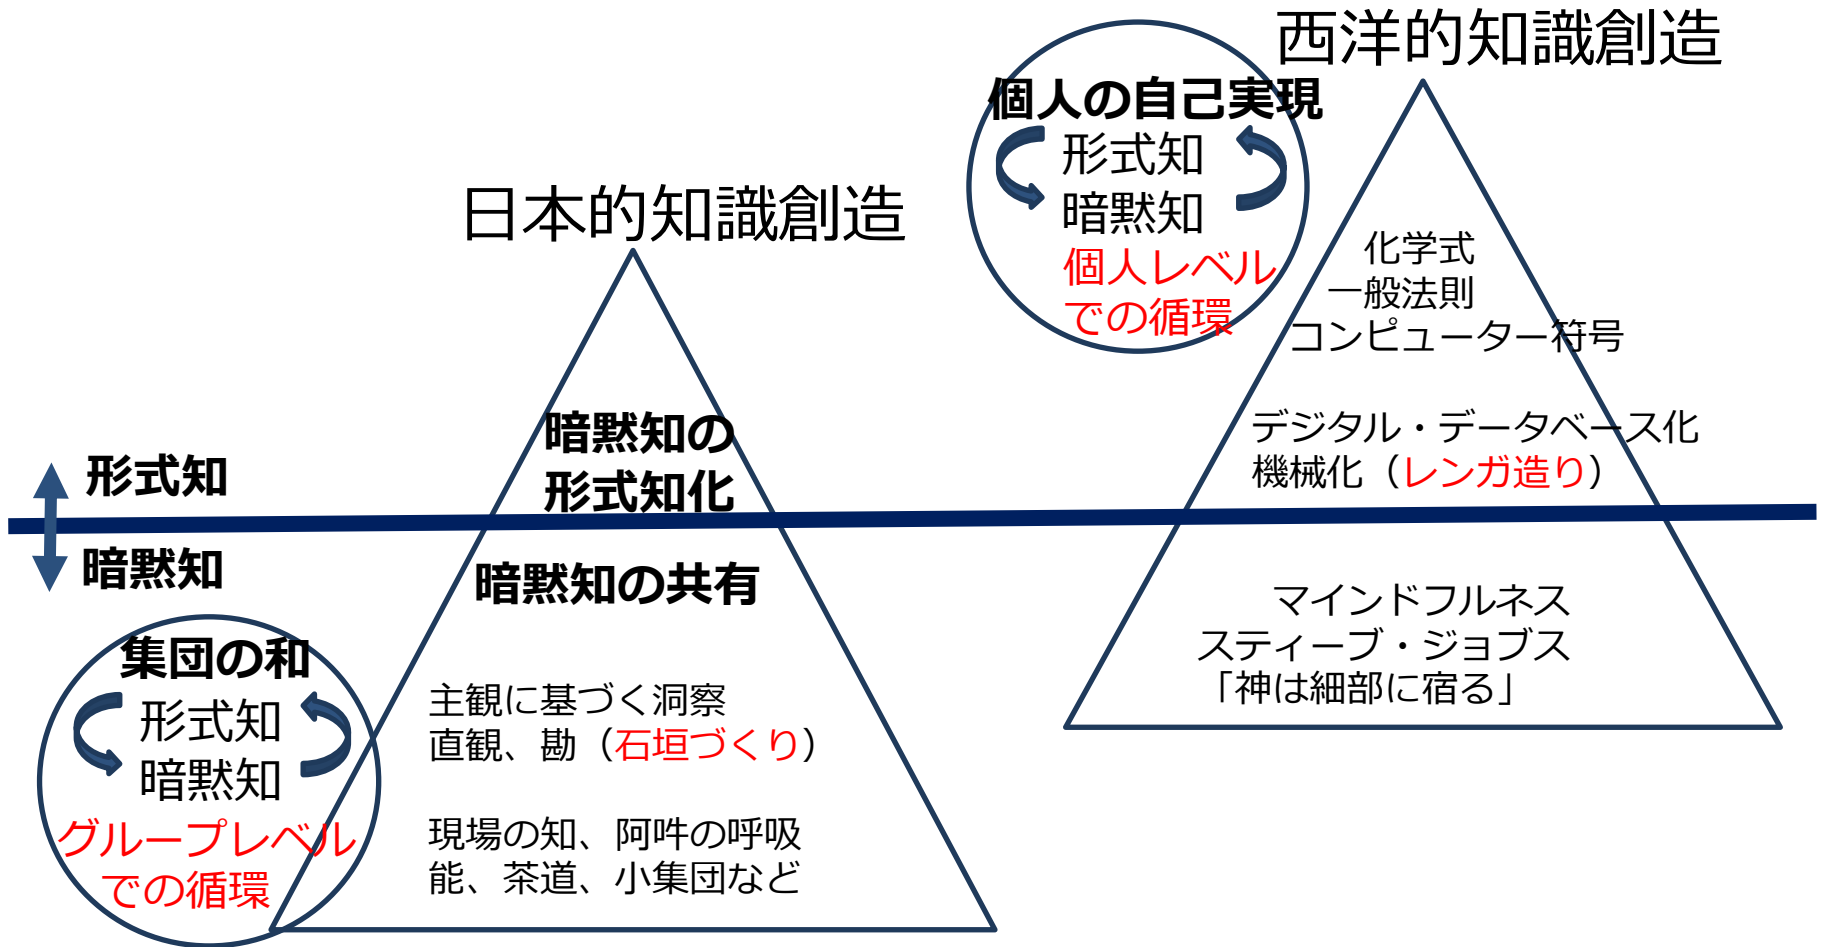 西洋的知識創造
個人の自己実現
形式知
暗黙知
個人レベル
での循環
化学式
一般法則
コンピューター符号
デジタル・データベース化
機械化（レンガ造り）
マインドフルネス
スティーブ・ジョブス
「神は細部に宿る」
日本的知識創造
暗黙知の
形式知化
暗黙知の共有
主観に基づく洞察
直観、勘（石垣づくり）
現場の知、阿吽の呼吸
能、茶道、小集団など
形式知
暗黙知
集団の和
形式知
暗黙知
グループレベル
での循環